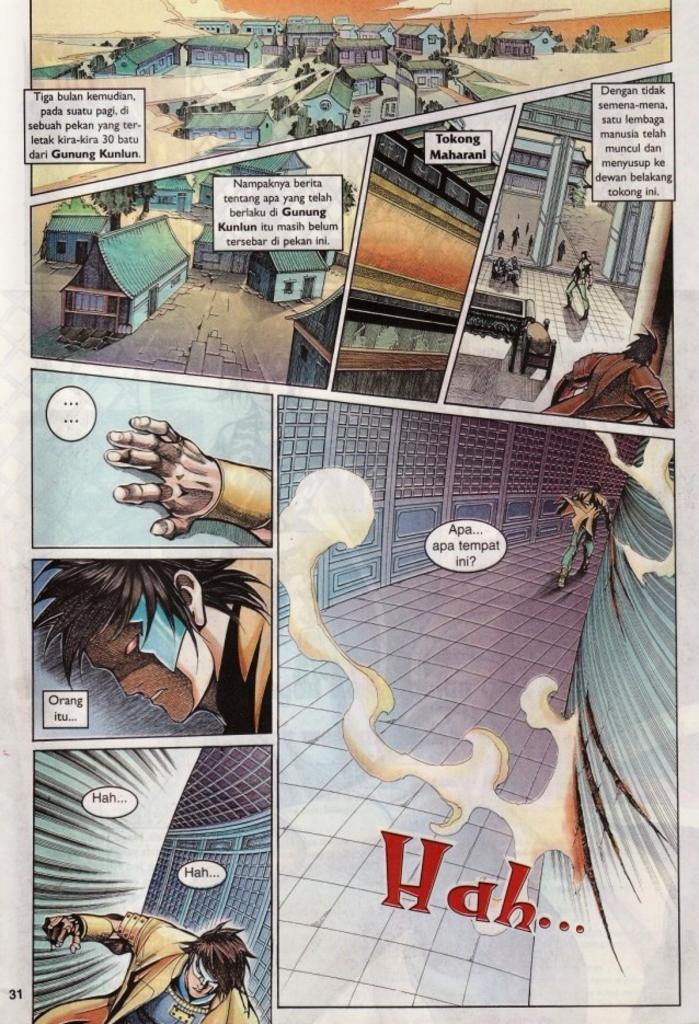 Tiga bulan kemudian,
pada suatu pagi, di
sebuah pekan yang ter-
letak kira-kira 30 batu
dari Gunung Kunlun.
Nampaknya berita
tentang apa yang telah
berlaku di Gunung
Kunlun itu masih belum
tersebar di pekan ini.
Tokong
Maharani
Dengan tidak
semena-mena,
satu lembaga
manusia telah
muncul dan
menyusup ke
dewan belakang
tokong ini.
...
...
Apa...
apa tempat
ini?
Orang
itu...
Hah...
Hah...
Hah...
31